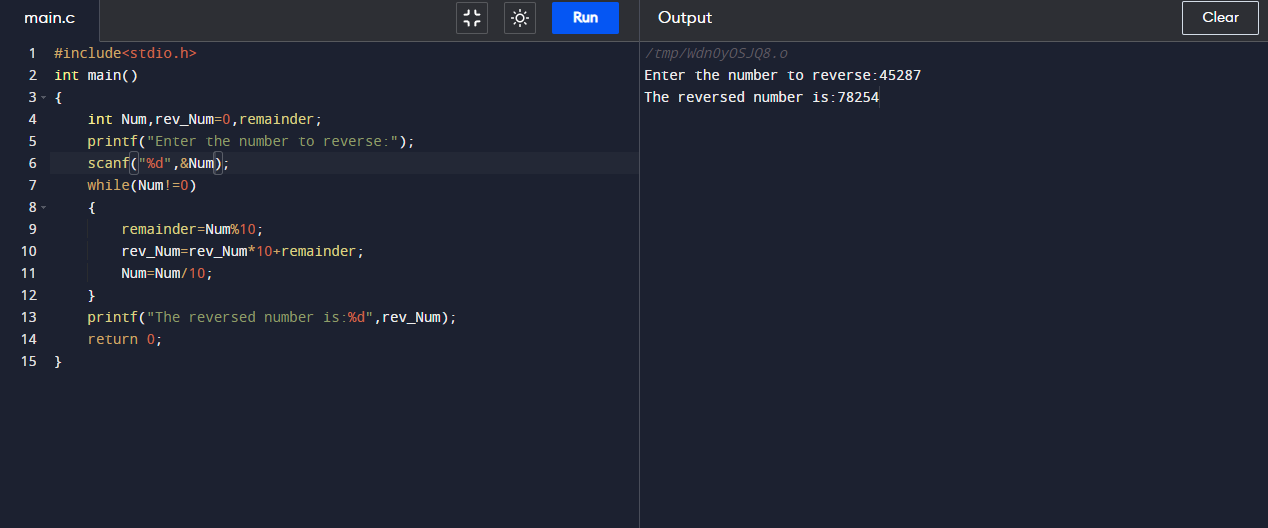 main.c
Run
Output
Clear
1 #include<stdio.h>
2 int main()
3 {
4     int Num,rev_Num=0,remainder;
5     printf("Enter the number to reverse:");
6     scanf("%d",&Num);
7     while(Num!=0)
8     {
9         remainder=Num%10;
10         rev_Num=rev_Num*10+remainder;
11         Num=Num/10;
12     }
13     printf("The reversed number is:%d",rev_Num);
14     return 0;
15 }
/tmp/WdnOyOSJQ8.o
Enter the number to reverse:45287
The reversed number is:78254